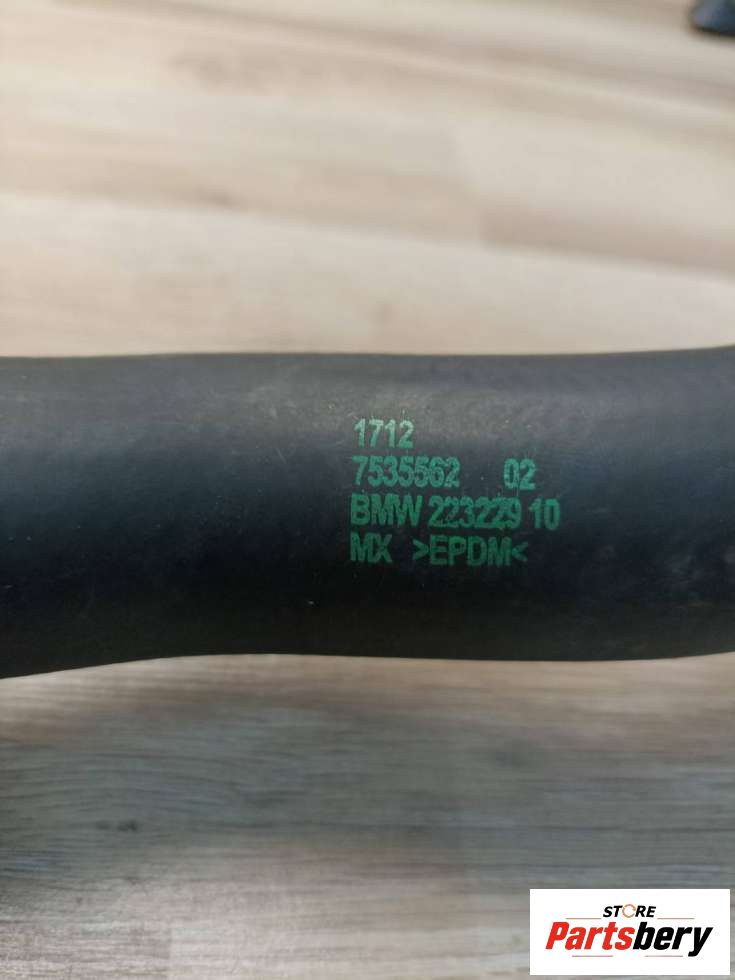 1712
7535562 02
BMW 223229 10
MX >EPDM<
STORE
Partsbery